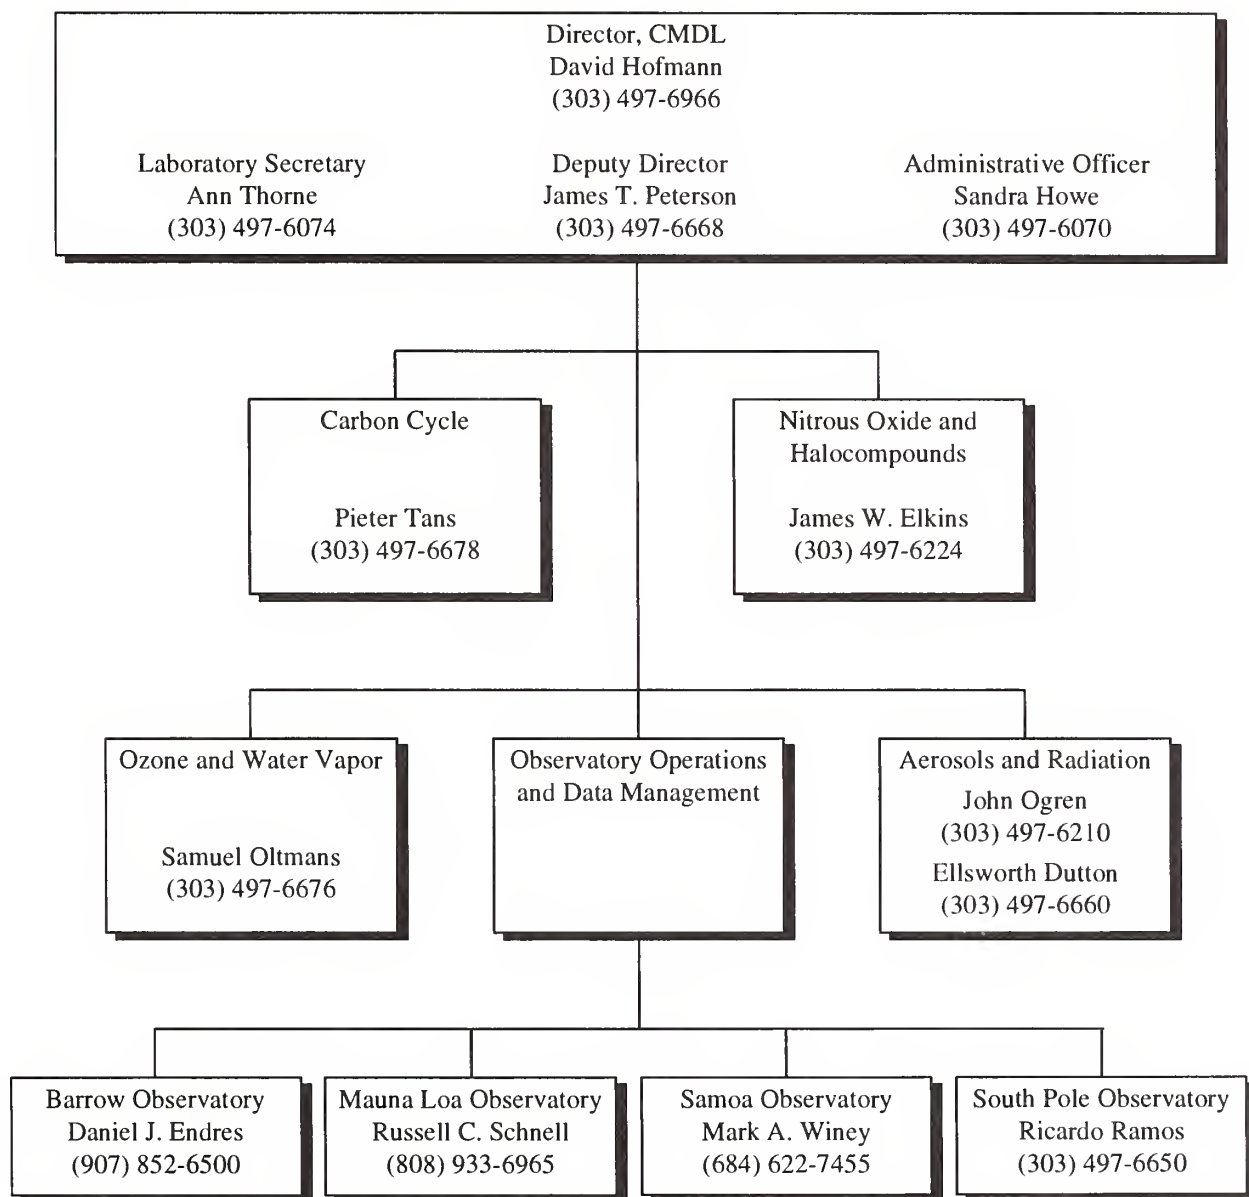 Director, CMDL
David Hofmann
(303) 497-6966
Laboratory Secretary
Ann Thorne
(303) 497-6074
Deputy Director
James T. Peterson
(303) 497-6668
Administrative Officer
Sandra Howe
(303) 497-6070
Carbon Cycle
Pieter Tans
(303) 497-6678
Nitrous Oxide and
Halocompounds
James W. Elkins
(303) 497-6224
Ozone and Water Vapor
Samuel Oltmans
(303) 497-6676
Observatory Operations
and Data Management
Aerosols and Radiation
John Ogren
(303) 497-6210
Ellsworth Dutton
(303) 497-6660
Barrow Observatory
Daniel J. Endres
(907) 852-6500
Mauna Loa Observatory
Russell C. Schnell
(808) 933-6965
Samoa Observatory
Mark A. Winey
(684) 622-7455
South Pole Observatory
Ricardo Ramos
(303) 497-6650